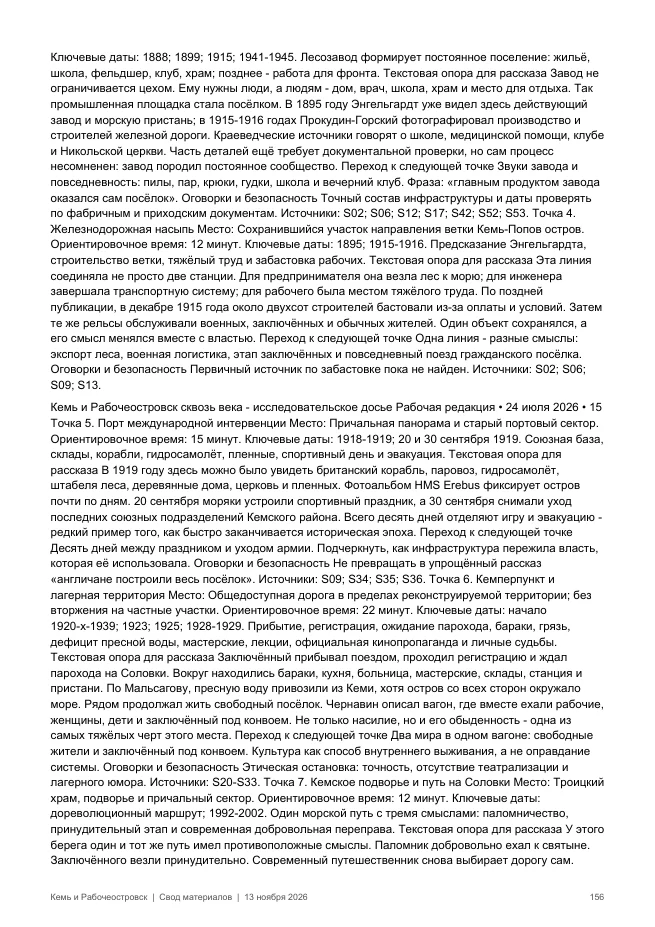 Ключевые даты: 1888; 1899; 1915; 1941-1945. Лесозавод формирует постоянное поселение: жильё,
школа, фельдшер, клуб, храм; позднее - работа для фронта. Текстовая опора для рассказа Завод не
ограничивается цехом. Ему нужны люди, а людям - дом, врач, школа, храм и место для отдыха. Так
промышленная площадка стала посёлком. В 1895 году Энгельгардт уже видел здесь действующий
завод и морскую пристань; в 1915-1916 годах Прокудин-Горский фотографировал производство и
строителей железной дороги. Краеведческие источники говорят о школе, медицинской помощи, клубе
и Никольской церкви. Часть деталей ещё требует документальной проверки, но сам процесс
несомненен: завод породил постоянное сообщество. Переход к следующей точке Звуки завода и
повседневность: пилы, пар, крюки, гудки, школа и вечерний клуб. Фраза: «главным продуктом завода
оказался сам посёлок». Оговорки и безопасность Точный состав инфраструктуры и даты проверять
по фабричным и приходским документам. Источники: S02; S06; S12; S17; S42; S52; S53. Точка 4.
Железнодорожная насыпь Место: Сохранившийся участок направления ветки Кемь-Попов остров.
Ориентировочное время: 12 минут. Ключевые даты: 1895; 1915-1916. Предсказание Энгельгардта,
строительство ветки, тяжёлый труд и забастовка рабочих. Текстовая опора для рассказа Эта линия
соединяла не просто две станции. Для предпринимателя она везла лес к морю; для инженера
завершала транспортную систему; для рабочего была местом тяжёлого труда. По поздней
публикации, в декабре 1915 года около двухсот строителей бастовали из-за оплаты и условий. Затем
те же рельсы обслуживали военных, заключённых и обычных жителей. Один объект сохранялся, а
его смысл менялся вместе с властью. Переход к следующей точке Одна линия - разные смыслы:
экспорт леса, военная логистика, этап заключённых и повседневный поезд гражданского посёлка.
Оговорки и безопасность Первичный источник по забастовке пока не найден. Источники: S02; S06;
S09; S13.
Кемь и Рабочеостровск сквозь века - исследовательское досье Рабочая редакция • 24 июля 2026 • 15
Точка 5. Порт международной интервенции Место: Причальная панорама и старый портовый сектор.
Ориентировочное время: 15 минут. Ключевые даты: 1918-1919; 20 и 30 сентября 1919. Союзная база,
склады, корабли, гидросамолёт, пленные, спортивный день и эвакуация. Текстовая опора для
рассказа В 1919 году здесь можно было увидеть британский корабль, паровоз, гидросамолёт,
штабеля леса, деревянные дома, церковь и пленных. Фотоальбом HMS Erebus фиксирует остров
почти по дням. 20 сентября моряки устроили спортивный праздник, а 30 сентября снимали уход
последних союзных подразделений Кемского района. Всего десять дней отделяют игру и эвакуацию -
редкий пример того, как быстро заканчивается историческая эпоха. Переход к следующей точке
Десять дней между праздником и уходом армии. Подчеркнуть, как инфраструктура пережила власть,
которая её использовала. Оговорки и безопасность Не превращать в упрощённый рассказ
«англичане построили весь посёлок». Источники: S09; S34; S35; S36. Точка 6. Кемперпункт и
лагерная территория Место: Общедоступная дорога в пределах реконструируемой территории; без
вторжения на частные участки. Ориентировочное время: 22 минут. Ключевые даты: начало
1920-х-1939; 1923; 1925; 1928-1929. Прибытие, регистрация, ожидание парохода, бараки, грязь,
дефицит пресной воды, мастерские, лекции, официальная кинопропаганда и личные судьбы.
Текстовая опора для рассказа Заключённый прибывал поездом, проходил регистрацию и ждал
парохода на Соловки. Вокруг находились бараки, кухня, больница, мастерские, склады, станция и
пристани. По Мальсагову, пресную воду привозили из Кеми, хотя остров со всех сторон окружало
море. Рядом продолжал жить свободный посёлок. Чернавин описал вагон, где вместе ехали рабочие,
женщины, дети и заключённый под конвоем. Не только насилие, но и его обыденность - одна из
самых тяжёлых черт этого места. Переход к следующей точке Два мира в одном вагоне: свободные
жители и заключённый под конвоем. Культура как способ внутреннего выживания, а не оправдание
системы. Оговорки и безопасность Этическая остановка: точность, отсутствие театрализации и
лагерного юмора. Источники: S20-S33. Точка 7. Кемское подворье и путь на Соловки Место: Троицкий
храм, подворье и причальный сектор. Ориентировочное время: 12 минут. Ключевые даты:
дореволюционный маршрут; 1992-2002. Один морской путь с тремя смыслами: паломничество,
принудительный этап и современная добровольная переправа. Текстовая опора для рассказа У этого
берега один и тот же путь имел противоположные смыслы. Паломник добровольно ехал к святыне.
Заключённого везли принудительно. Современный путешественник снова выбирает дорогу сам.
Кемь и Рабочеостровск | Свод материалов | 13 ноября 2026 156